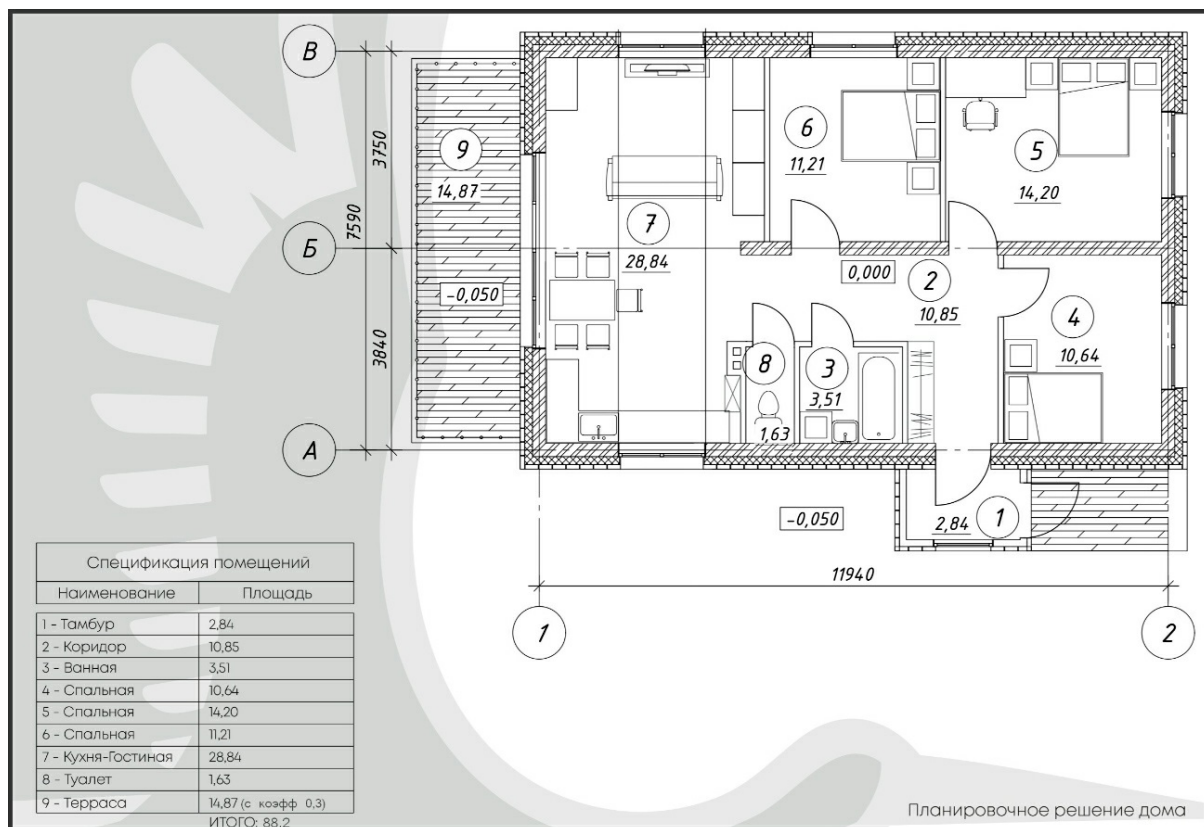 В
3750
9
14,87
7590
6
11,21
5
14,20
7
28,84
Б
0,000
2
10,85
-0,050
3840
4
10,64
8
1,63
3
3,51
А
-0,050
2,84
1
11940
1
2
Спецификация помещений
Наименование Площадь
1 - Тамбур 2,84
2 - Коридор 10,85
3 - Ванная 3,51
4 - Спальная 10,64
5 - Спальная 14,20
6 - Спальная 11,21
7 - Кухня-Гостиная 28,84
8 - Туалет 1,63
9 - Терраса 14,87 (с коэфф 0,3)
ИТОГО: 88,2
Планировочное решение дома